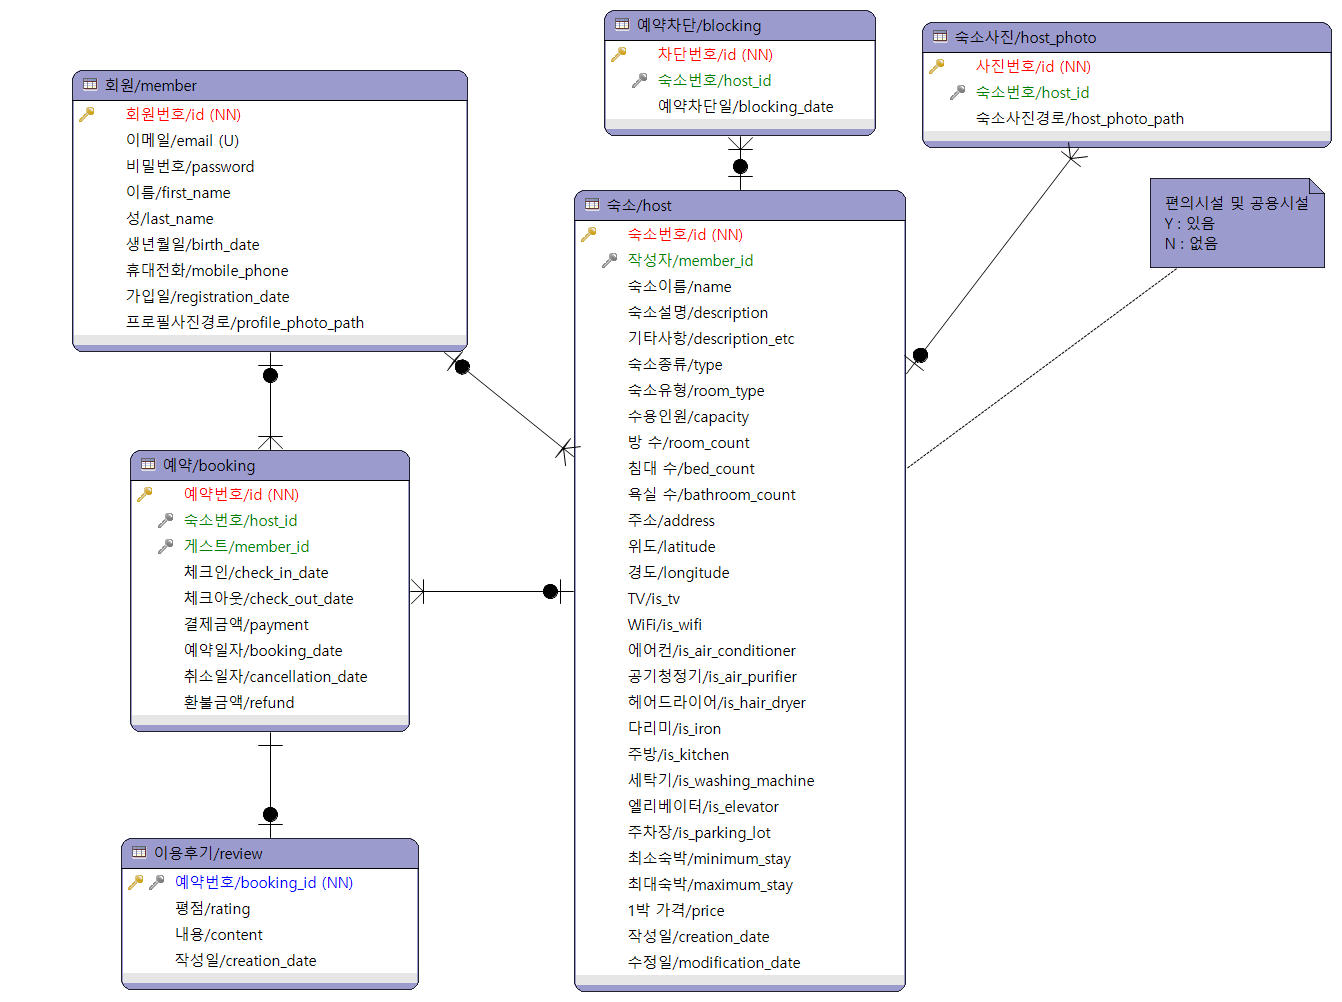 회원/member
회원번호/id (NN)
이메일/email (U)
비밀번호/password
이름/first_name
성/last_name
생년월일/birth_date
휴대전화/mobile_phone
가입일/registration_date
프로필사진경로/profile_photo_path
예약차단/blocking
차단번호/id (NN)
숙소번호/host_id
예약차단일/blocking_date
숙소사진/host_photo
사진번호/id (NN)
숙소번호/host_id
숙소사진경로/host_photo_path
편의시설 및 공용시설
Y : 있음
N : 없음
숙소/host
숙소번호/id (NN)
작성자/member_id
숙소이름/name
숙소설명/description
기타사항/description_etc
숙소종류/type
숙소유형/room_type
수용인원/capacity
방 수/room_count
침대 수/bed_count
욕실 수/bathroom_count
주소/address
위도/latitude
경도/longitude
TV/is_tv
WiFi/is_wifi
에어컨/is_air_conditioner
공기청정기/is_air_purifier
헤어드라이어/is_hair_dryer
다리미/is_iron
주방/is_kitchen
세탁기/is_washing_machine
엘리베이터/is_elevator
주차장/is_parking_lot
최소숙박/minimum_stay
최대숙박/maximum_stay
1박 가격/price
작성일/creation_date
수정일/modification_date
예약/booking
예약번호/id (NN)
숙소번호/host_id
게스트/member_id
체크인/check_in_date
체크아웃/check_out_date
결제금액/payment
예약일자/booking_date
취소일자/cancellation_date
환불금액/refund
이용후기/review
예약번호/booking_id (NN)
평점/rating
내용/content
작성일/creation_date